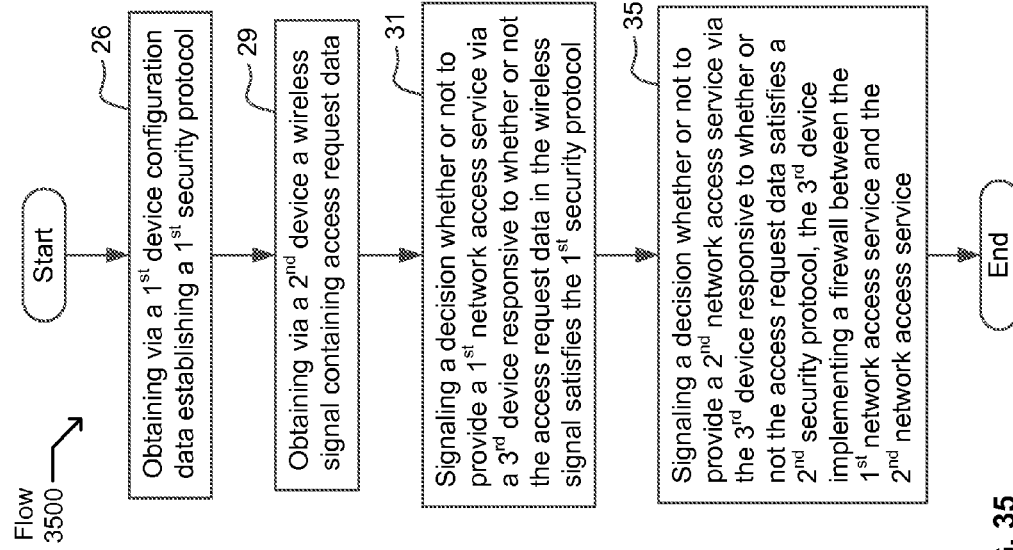 Flow
3500
Start
26
Obtaining via a 1st device configuration
data establishing a 1st security protocol
29
Obtaining via a 2nd device a wireless
signal containing access request data
31
Signaling a decision whether or not to
provide a 1st network access service via
a 3rd device responsive to whether or not
the access request data in the wireless
signal satisfies the 1st security protocol
35
Signaling a decision whether or not to
provide a 2nd network access service via
the 3rd device responsive to whether or
not the access request data satisfies a
2nd security protocol, the 3rd device
implementing a firewall between the
1st network access service and the
2nd network access service
End
35